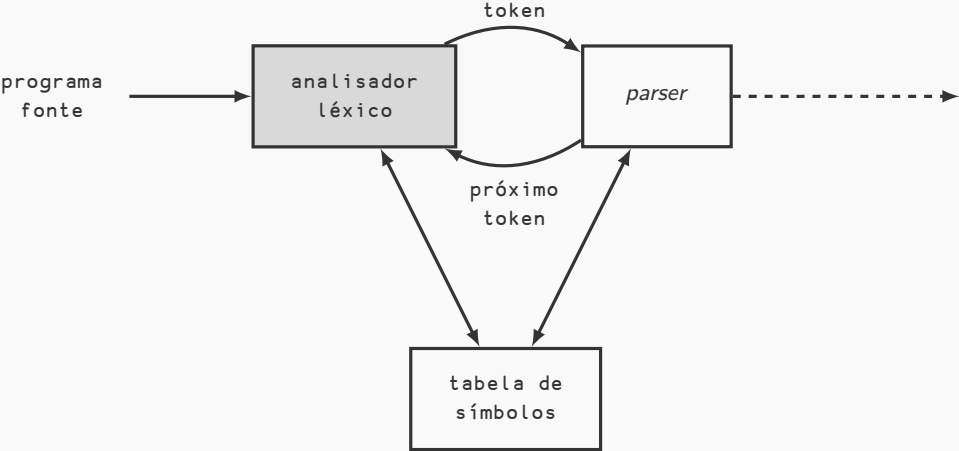 token
programa
fonte
analisador
léxico
parser
próximo
token
tabela de
símbolos